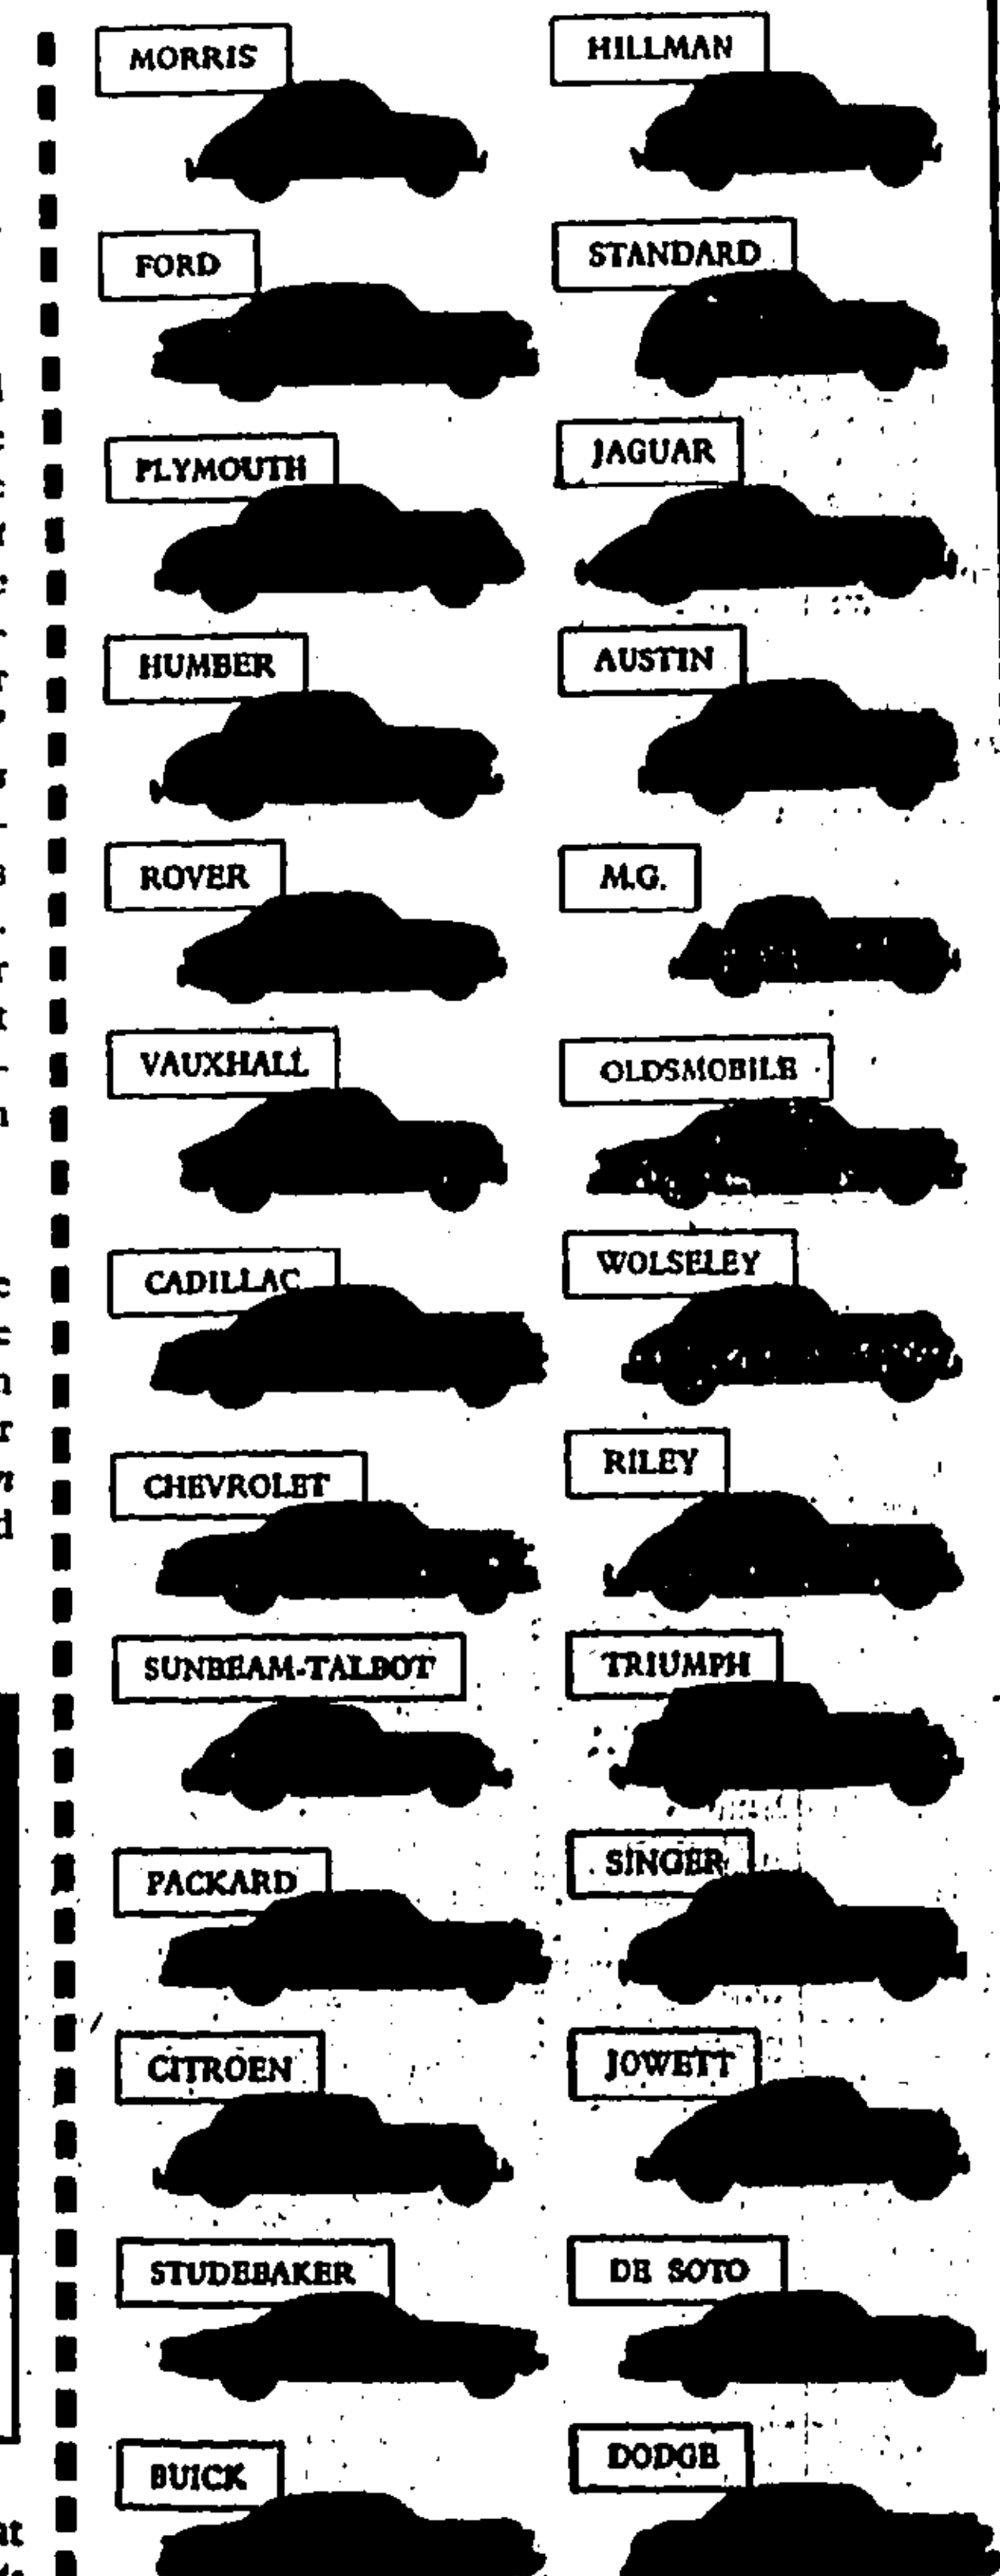 MORRIS
HILLMAN
FORD
STANDARD
PLYMOUTH
JAGUAR
HUMBER
AUSTIN
ROVER
M.G.
VAUXHALL
OLDSMOBILE
CADILLAC
WOLSELEY
CHEVROLET
RILEY
SUNBEAM-TALBOT
TRIUMPH
PACKARD
SINGER
CITROEN
JOWETT
STUDEBAKER
DE SOTO
BUICK
DODGE